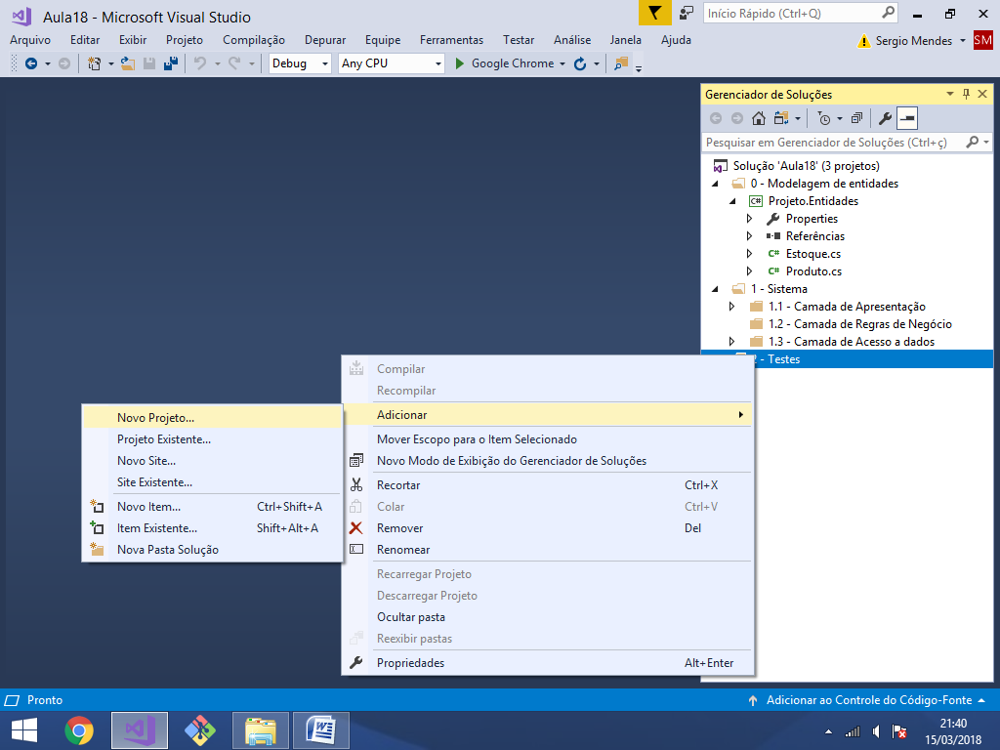 Aula18 - Microsoft Visual Studio
Início Rápido (Ctrl+Q)
Arquivo Editar Exibir Projeto Compilação Depurar Equipe Ferramentas Testar Análise Janela Ajuda
Sergio Mendes SM
Debug Any CPU Google Chrome
Gerenciador de Soluções
Pesquisar em Gerenciador de Soluções (Ctrl+ç)
Solução 'Aula18' (3 projetos)
0 - Modelagem de entidades
C# Projeto.Entidades
Properties
Referências
C# Estoque.cs
C# Produto.cs
1 - Sistema
1.1 - Camada de Apresentação
1.2 - Camada de Regras de Negócio
1.3 - Camada de Acesso a dados
2 - Testes
Compilar
Recompilar
Adicionar
Mover Escopo para o Item Selecionado
Novo Modo de Exibição do Gerenciador de Soluções
Recortar Ctrl+X
Colar Ctrl+V
Remover Del
Renomear
Recarregar Projeto
Descarregar Projeto
Ocultar pasta
Reexibir pastas
Propriedades Alt+Enter
Novo Projeto...
Projeto Existente...
Novo Site...
Site Existente...
Novo Item... Ctrl+Shift+A
Item Existente... Shift+Alt+A
Nova Pasta Solução
Pronto
Adicionar ao Controle do Código-Fonte
21:40
15/03/2018